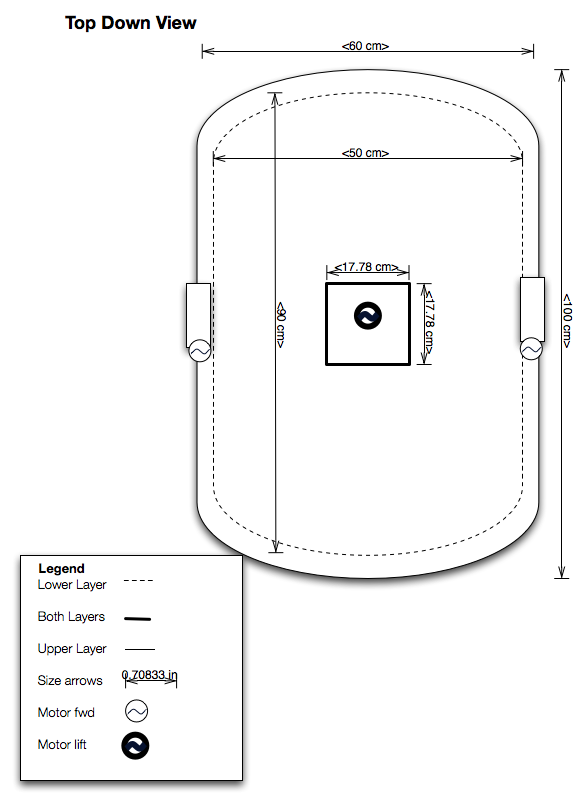 Top Down View
<60 cm>
<50 cm>
<17.78 cm>
<17.78 cm>
<90 cm>
<100 cm>
Legend
Lower Layer
Both Layers
Upper Layer
Size arrows
0.70833 in
Motor fwd
Motor lift